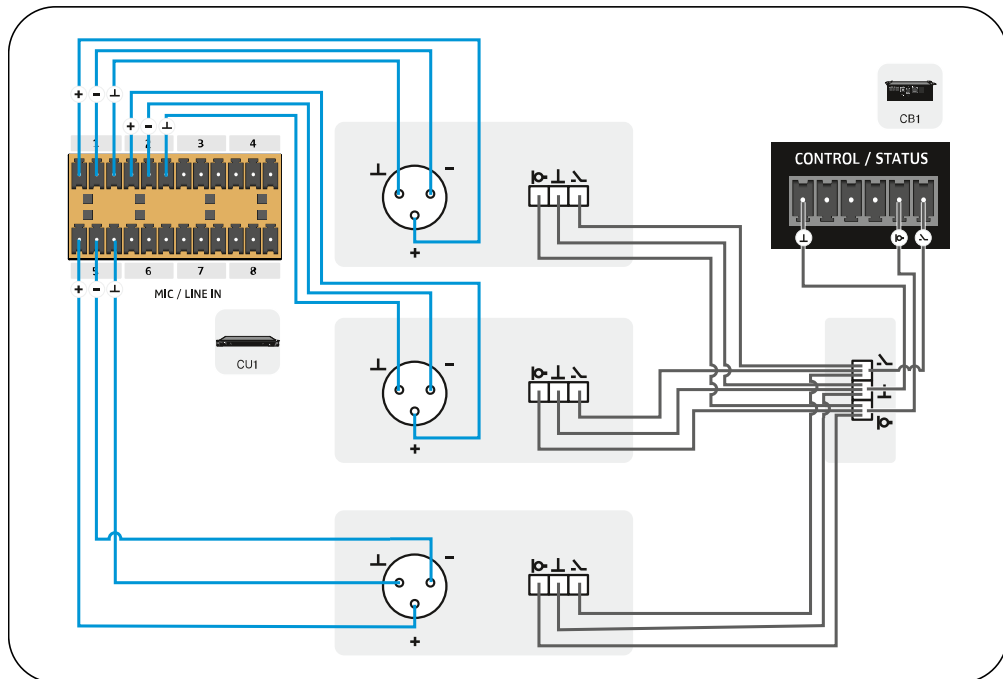 + - ⊥
+ - ⊥
1 2 3 4
5 6 7 8
+ - ⊥
MIC / LINE IN
CU1
⊥ -
+
⊥ -
+
⊥ -
+
CB1
CONTROL / STATUS